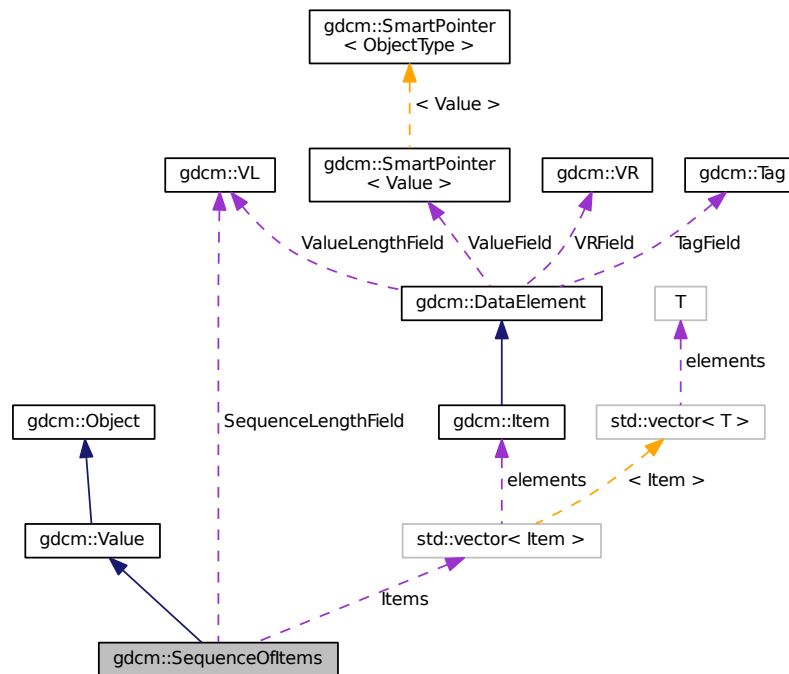 gdcm::SmartPointer
< ObjectType >
< Value >
gdcm::VL
gdcm::SmartPointer
< Value >
gdcm::VR
gdcm::Tag
ValueLengthField
ValueField
VRField
TagField
gdcm::DataElement
T
elements
gdcm::Object
SequenceLengthField
gdcm::Item
std::vector< T >
elements
< Item >
gdcm::Value
std::vector< Item >
Items
gdcm::SequenceOfItems